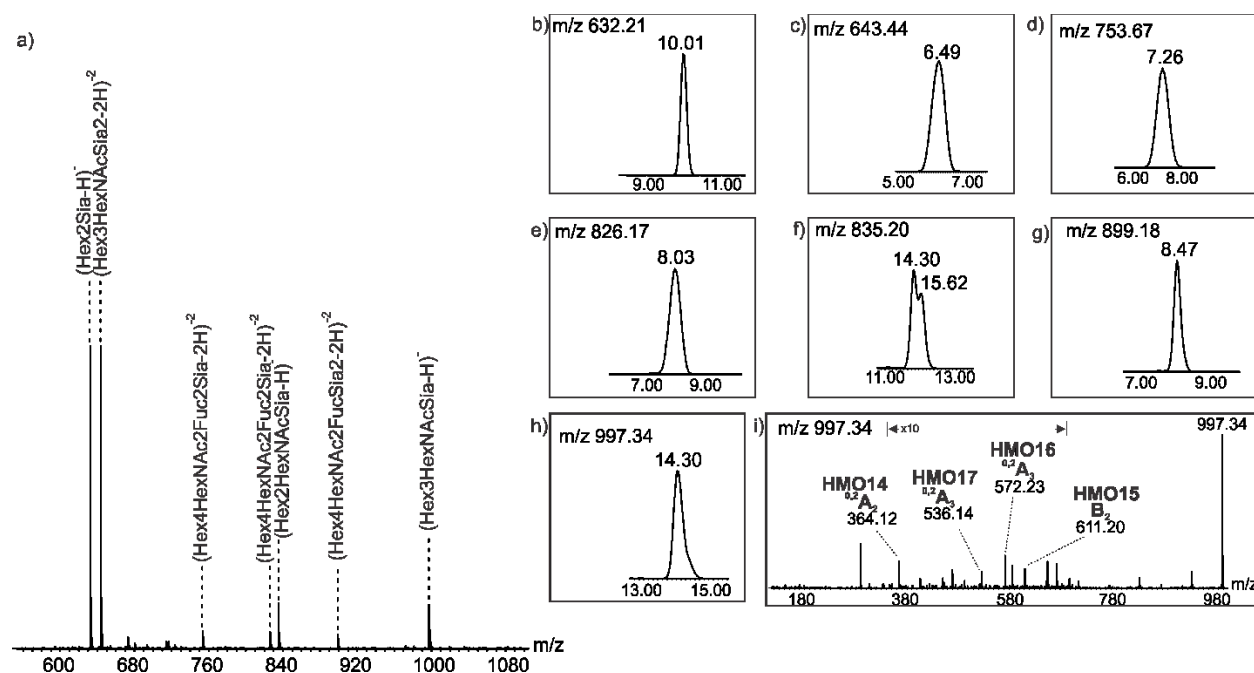 a)
(Hex2Sia-H)⁻
(Hex3HexNAcSia2-2H)⁻²
(Hex4HexNAc2Fuc2Sia-2H)⁻²
(Hex4HexNAc2Fuc2Sia-2H)⁻²
(Hex2HexNAcSia-H)
(Hex4HexNAc2FucSia2-2H)⁻²
(Hex3HexNAcSia-H)⁻
m/z
600 680 760 840 920 1000 1080
b) m/z 632.21
10.01
9.00 11.00
c) m/z 643.44
6.49
5.00 7.00
d) m/z 753.67
7.26
6.00 8.00
e) m/z 826.17
8.03
7.00 9.00
f) m/z 835.20
14.30
15.62
11.00 13.00
g) m/z 899.18
8.47
7.00 9.00
h) m/z 997.34
14.30
13.00 15.00
i) m/z 997.34
x10
997.34
HMO14
⁰,²A₂
364.12
HMO17
⁰,²A₃
536.14
HMO16
⁰,²A₃
572.23
HMO15
B₂
611.20
m/z
180 380 580 780 980